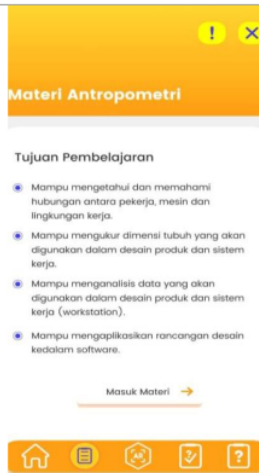 !
×
Materi Antropometri
Tujuan Pembelajaran
Mampu mengetahui dan memahami
hubungan antara pekerja, mesin dan
lingkungan kerja.
Mampu mengukur dimensi tubuh yang akan
digunakan dalam desain produk dan sistem
kerja.
Mampu menganalisis data yang akan
digunakan dalam desain produk dan sistem
kerja (workstation).
Mampu mengaplikasikan rancangan desain
kedalam software.
Masuk Materi →
AR
?